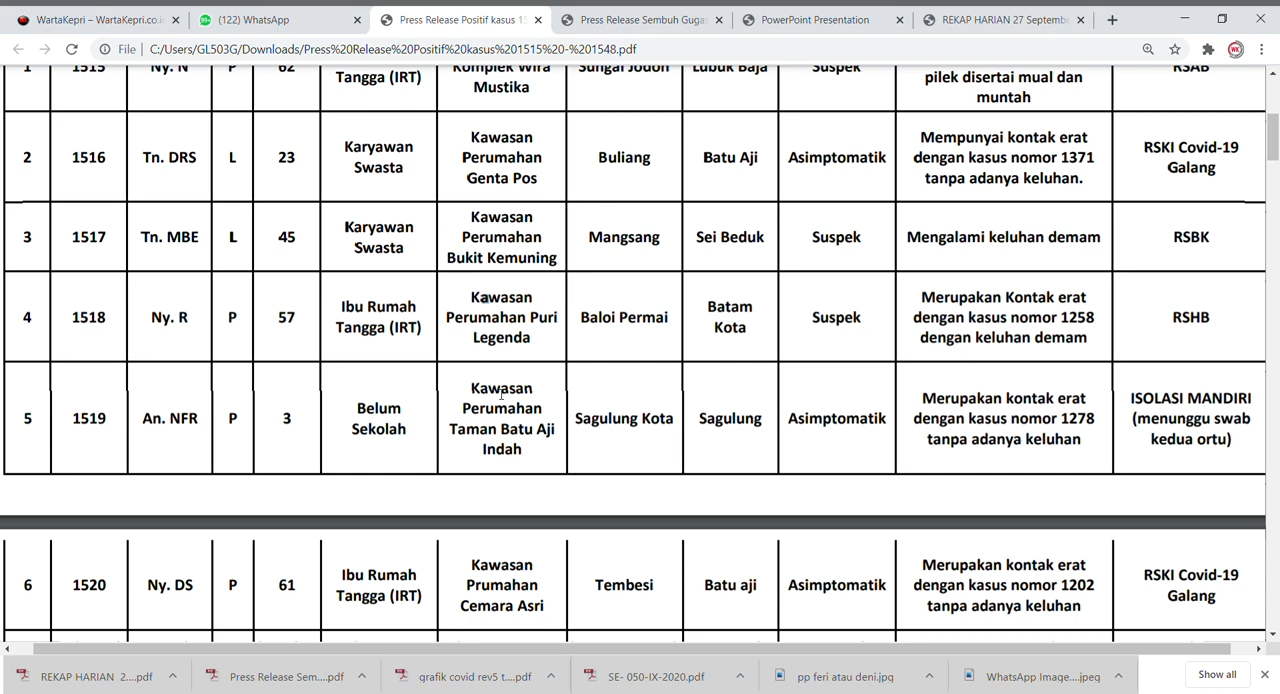 WartaKepri – WartaKepri.co.i
(122) WhatsApp
Press Release Positif kasus 15
Press Release Sembuh Guga
PowerPoint Presentation
REKAP HARIAN 27 Septemb
File
C:/Users/GL503G/Downloads/Press%20Release%20Positif%20kasus%201515%20-%201548.pdf
WK
1 1515 Ny. N P 62
Tangga (IRT)
Komplek Wira
Mustika
Sungai Jodoh
Lubuk Baja
Suspek
pilek disertai mual dan
muntah
RSAB
2 1516 Tn. DRS L 23
Karyawan
Swasta
Kawasan
Perumahan
Genta Pos
Buliang
Batu Aji
Asimptomatik
Mempunyai kontak erat
dengan kasus nomor 1371
tanpa adanya keluhan.
RSKI Covid-19
Galang
3 1517 Tn. MBE L 45
Karyawan
Swasta
Kawasan
Perumahan
Bukit Kemuning
Mangsang
Sei Beduk
Suspek
Mengalami keluhan demam
RSBK
4 1518 Ny. R P 57
Ibu Rumah
Tangga (IRT)
Kawasan
Perumahan Puri
Legenda
Baloi Permai
Batam
Kota
Suspek
Merupakan Kontak erat
dengan kasus nomor 1258
dengan keluhan demam
RSHB
5 1519 An. NFR P 3
Belum
Sekolah
Kawasan
Perumahan
Taman Batu Aji
Indah
Sagulung Kota
Sagulung
Asimptomatik
Merupakan kontak erat
dengan kasus nomor 1278
tanpa adanya keluhan
ISOLASI MANDIRI
(menunggu swab
kedua ortu)
6 1520 Ny. DS P 61
Ibu Rumah
Tangga (IRT)
Kawasan
Prumahan
Cemara Asri
Tembesi
Batu aji
Asimptomatik
Merupakan kontak erat
dengan kasus nomor 1202
tanpa adanya keluhan
RSKI Covid-19
Galang
REKAP HARIAN 2....pdf
Press Release Sem....pdf
grafik covid rev5 t....pdf
SE- 050-IX-2020.pdf
pp feri atau deni.jpg
WhatsApp Image....jpeg
Show all